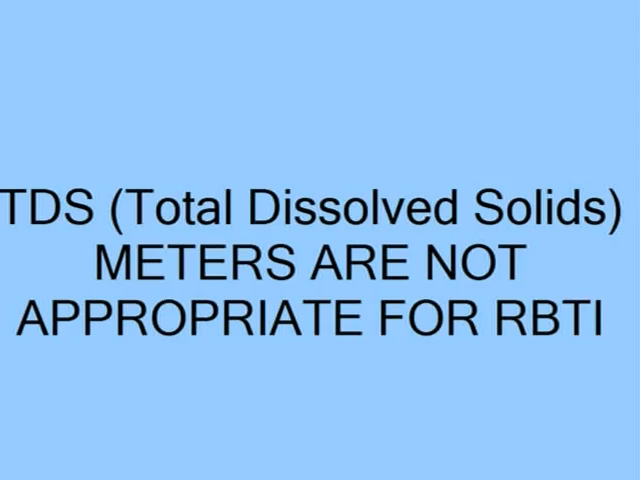 TDS (Total Dissolved Solids)
METERS ARE NOT
APPROPRIATE FOR RBTI